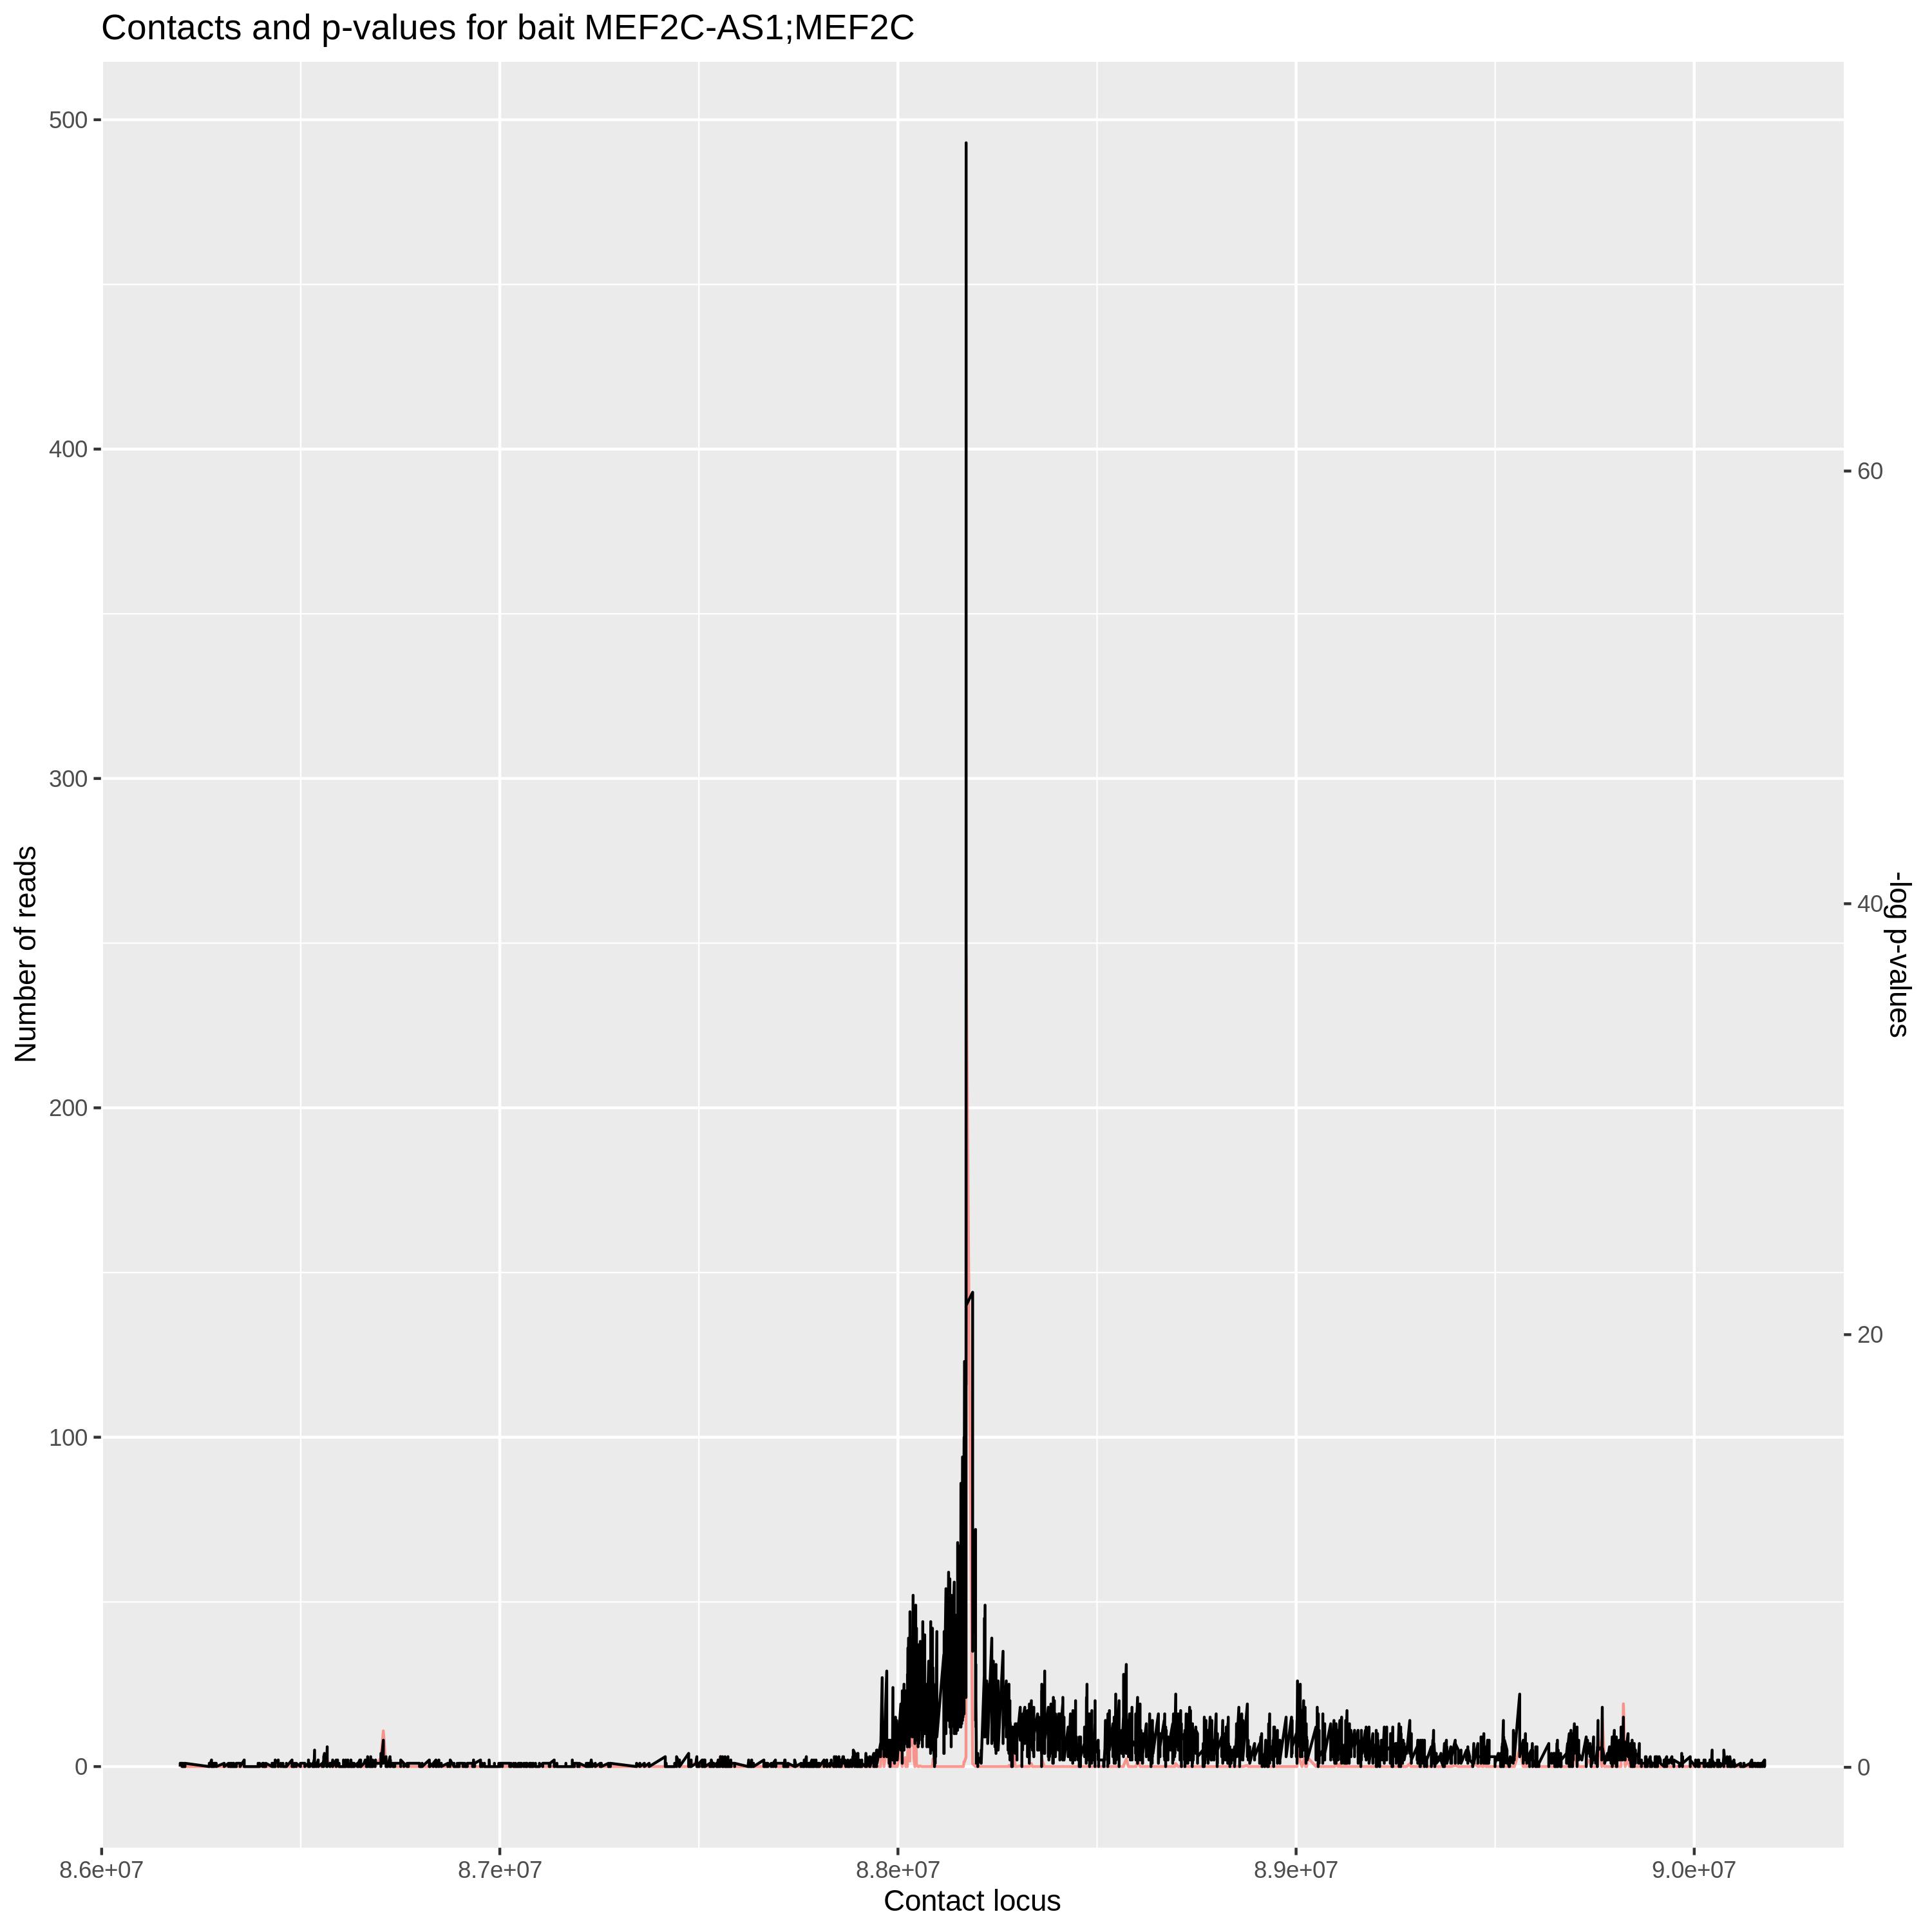 Contacts and p-values for bait MEF2C-AS1;MEF2C
500
400
300
200
100
0
Number of reads
60
40
20
0
-log p-values
8.6e+07
8.7e+07
8.8e+07
8.9e+07
9.0e+07
Contact locus